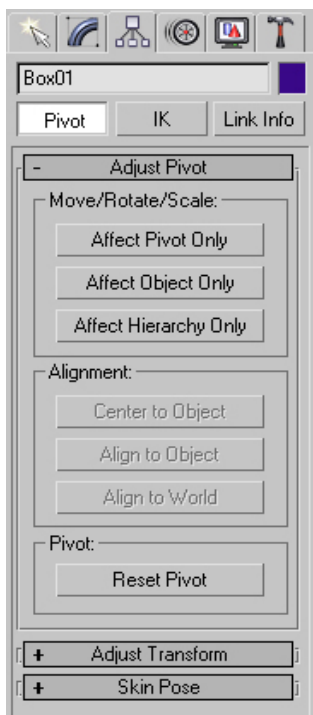 Box01
Pivot IK Link Info
- Adjust Pivot
Move/Rotate/Scale:
Affect Pivot Only
Affect Object Only
Affect Hierarchy Only
Alignment:
Center to Object
Align to Object
Align to World
Pivot:
Reset Pivot
+ Adjust Transform
+ Skin Pose